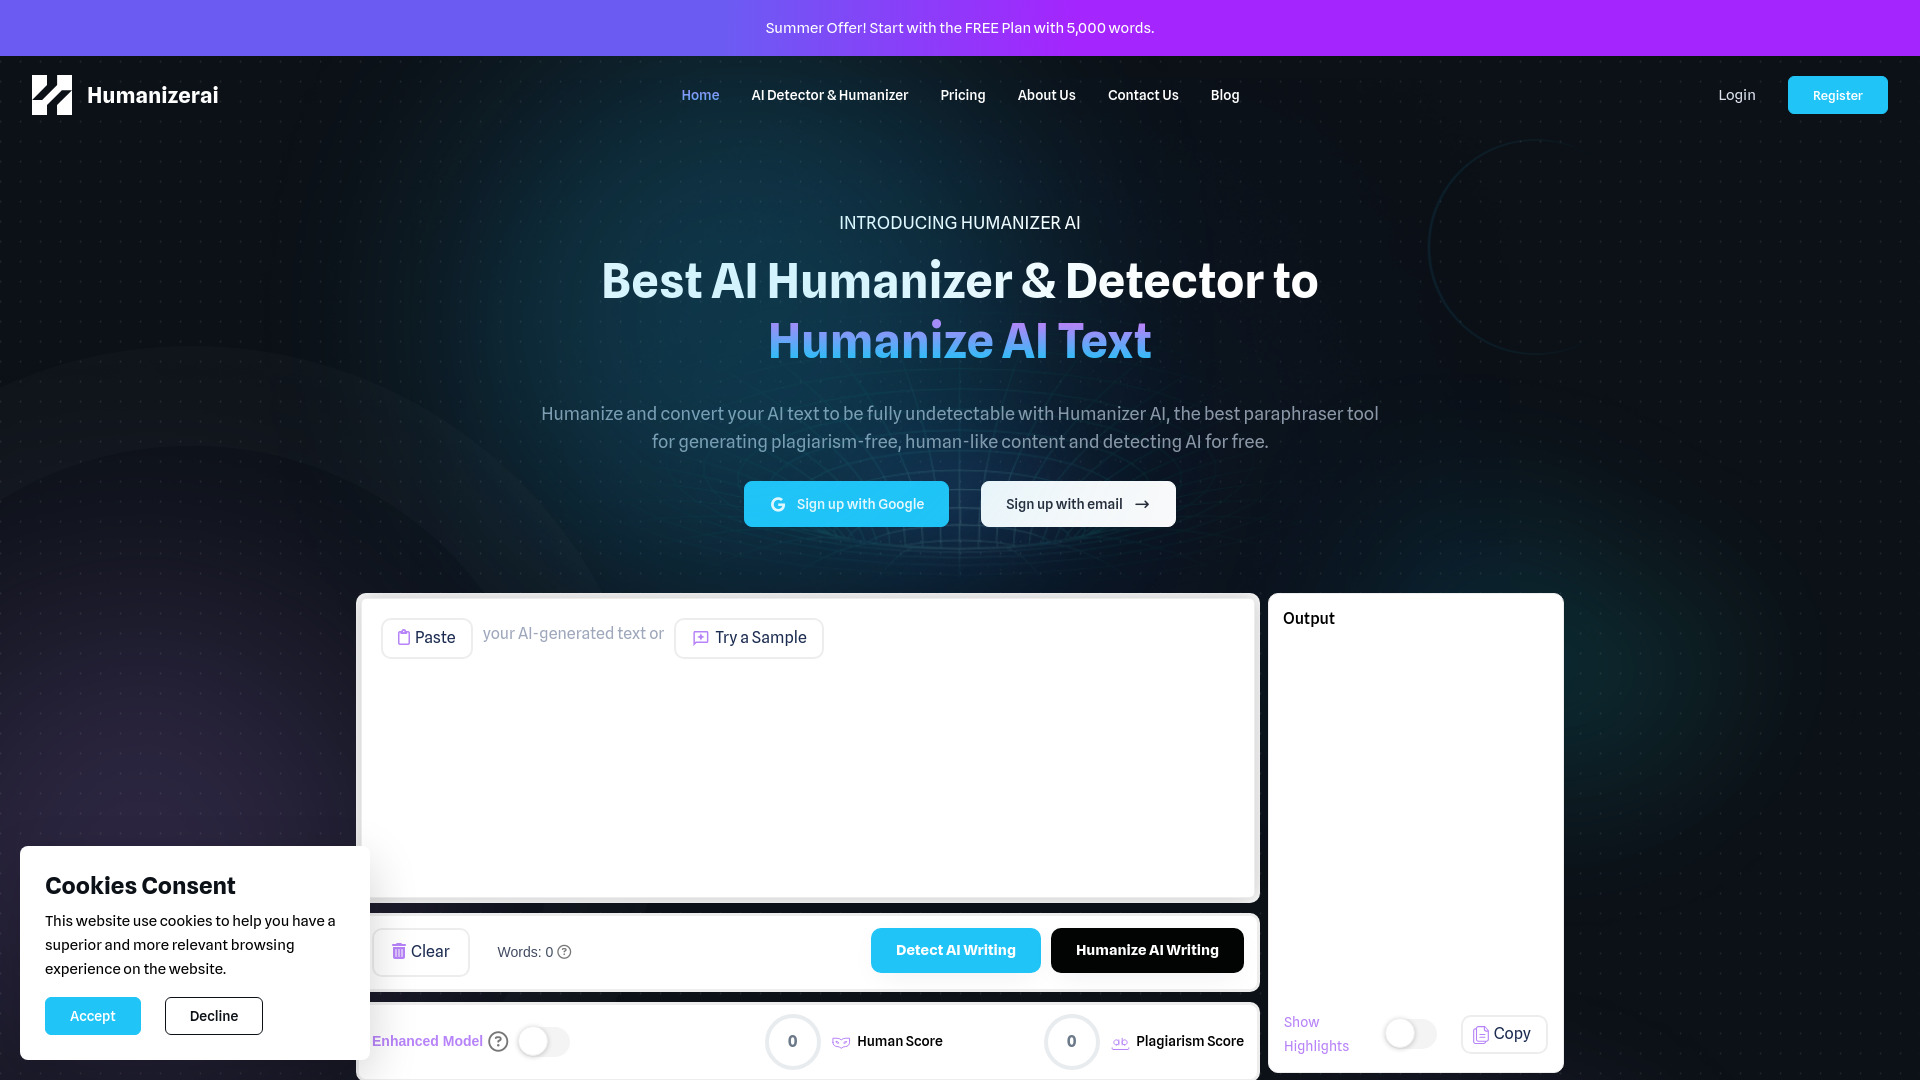 Summer Offer! Start with the FREE Plan with 5,000 words.
Humanizerai
Home
AI Detector & Humanizer
Pricing
About Us
Contact Us
Blog
Login
Register
INTRODUCING HUMANIZER AI
Best AI Humanizer & Detector to
Humanize AI Text
Humanize and convert your AI text to be fully undetectable with Humanizer AI, the best paraphraser tool
for generating plagiarism-free, human-like content and detecting AI for free.
Sign up with Google
Sign up with email
Paste
your AI-generated text or
Try a Sample
Output
Cookies Consent
This website use cookies to help you have a
superior and more relevant browsing
experience on the website.
Accept
Decline
Clear
Words: 0
Detect AI Writing
Humanize AI Writing
Enhanced Model
0
Human Score
0
Plagiarism Score
Show
Highlights
Copy